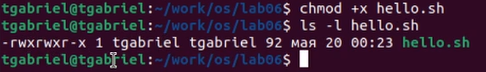 tgabriel@tgabriel:~/work/os/lab06$ chmod +x hello.sh
tgabriel@tgabriel:~/work/os/lab06$ ls -l hello.sh
-rwxrwxr-x 1 tgabriel tgabriel 92 мая 20 00:23 hello.sh
tgabriel@tgabriel:~/work/os/lab06$